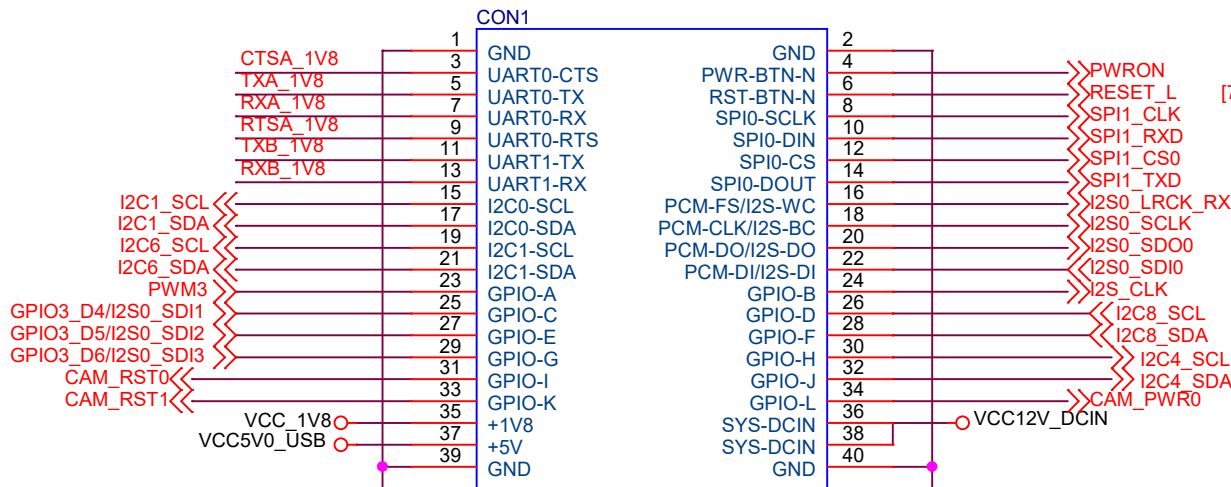 CON1
1 GND GND 2
CTSA_1V8 3 UART0-CTS PWR-BTN-N 4 PWRON
TXA_1V8 5 UART0-TX RST-BTN-N 6 RESET_L [7
RXA_1V8 7 UART0-RX SPI0-SCLK 8 SPI1_CLK
RTSA_1V8 9 UART0-RTS SPI0-DIN 10 SPI1_RXD
TXB_1V8 11 UART1-TX SPI0-CS 12 SPI1_CS0
RXB_1V8 13 UART1-RX SPI0-DOUT 14 SPI1_TXD
I2C1_SCL 15 I2C0-SCL PCM-FS/I2S-WC 16 I2S0_LRCK_RX
I2C1_SDA 17 I2C0-SDA PCM-CLK/I2S-BC 18 I2S0_SCLK
I2C6_SCL 19 I2C1-SCL PCM-DO/I2S-DO 20 I2S0_SDO0
I2C6_SDA 21 I2C1-SDA PCM-DI/I2S-DI 22 I2S0_SDI0
PWM3 23 GPIO-A GPIO-B 24 I2S_CLK
GPIO3_D4/I2S0_SDI1 25 GPIO-C GPIO-D 26 I2C8_SCL
GPIO3_D5/I2S0_SDI2 27 GPIO-E GPIO-F 28 I2C8_SDA
GPIO3_D6/I2S0_SDI3 29 GPIO-G GPIO-H 30 I2C4_SCL
CAM_RST0 31 GPIO-I GPIO-J 32 I2C4_SDA
CAM_RST1 33 GPIO-K GPIO-L 34 CAM_PWR0
VCC_1V8 35 +1V8 SYS-DCIN 36 VCC12V_DCIN
VCC5V0_USB 37 +5V SYS-DCIN 38
39 GND GND 40